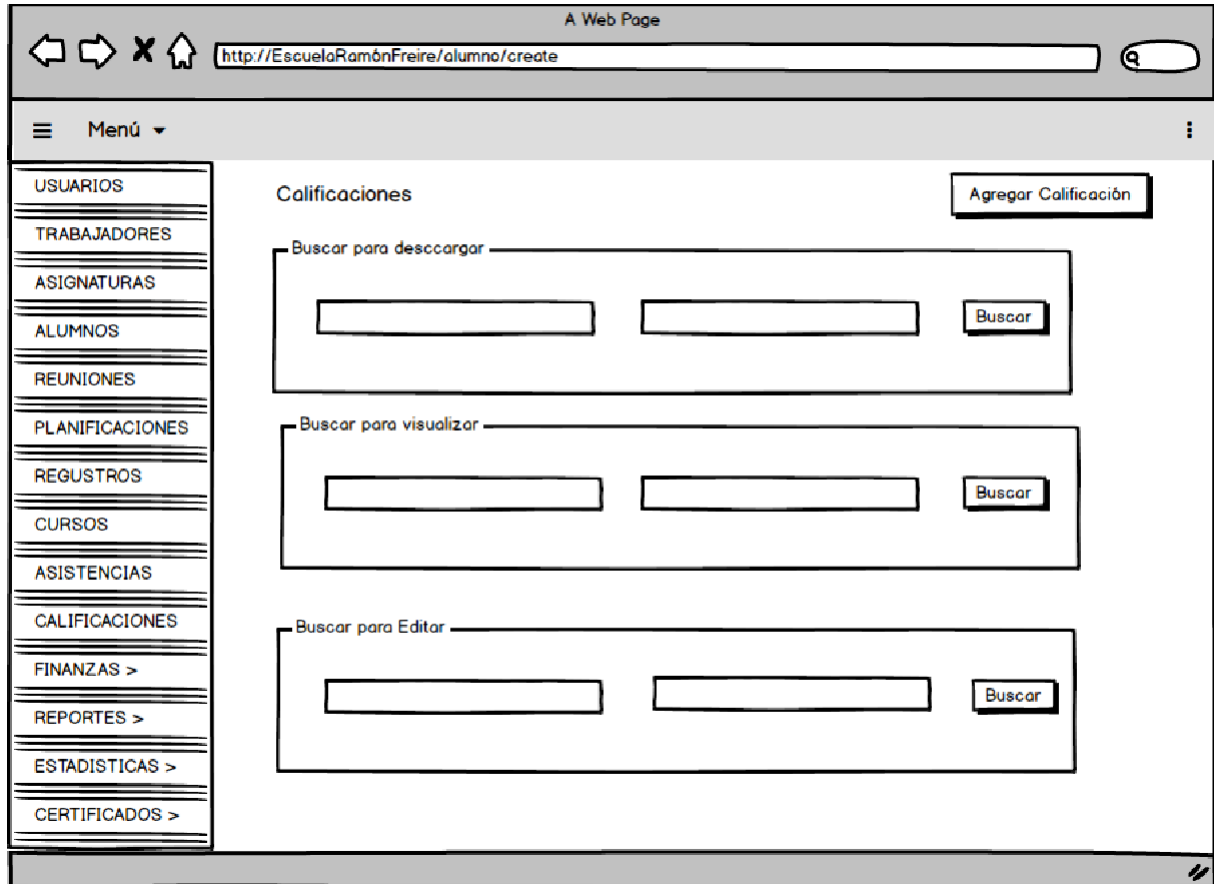 A Web Page
http://EscuelaRamónFreire/alumno/create
Menú
USUARIOS
TRABAJADORES
ASIGNATURAS
ALUMNOS
REUNIONES
PLANIFICACIONES
REGUSTROS
CURSOS
ASISTENCIAS
CALIFICACIONES
FINANZAS >
REPORTES >
ESTADISTICAS >
CERTIFICADOS >
Calificaciones
Agregar Calificación
Buscar para desccargar
Buscar
Buscar para visualizar
Buscar
Buscar para Editar
Buscar